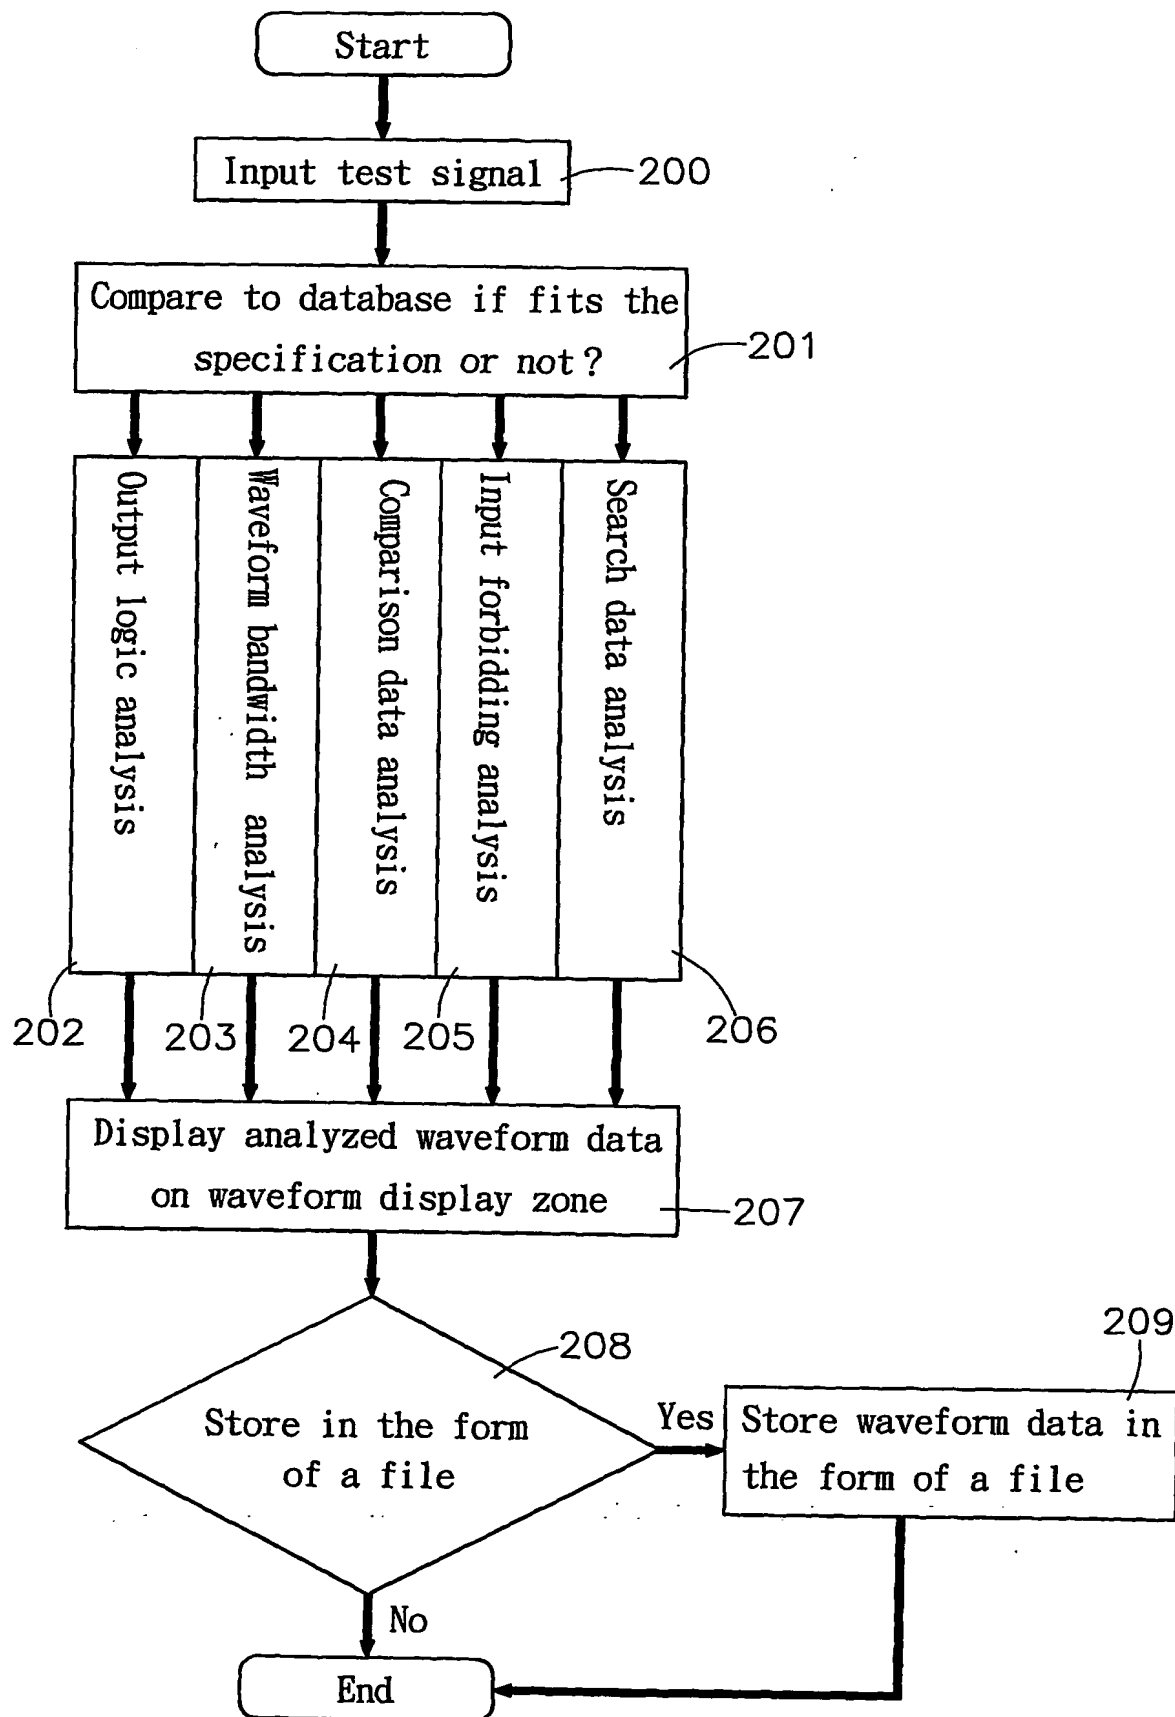 Start
Input test signal
200
Compare to database if fits the
specification or not?
201
Output logic analysis
Waveform bandwidth analysis
Comparison data analysis
Input forbidding analysis
Search data analysis
202
203
204
205
206
Display analyzed waveform data
on waveform display zone
207
208
Store in the form
of a file
Yes
209
Store waveform data in
the form of a file
No
End